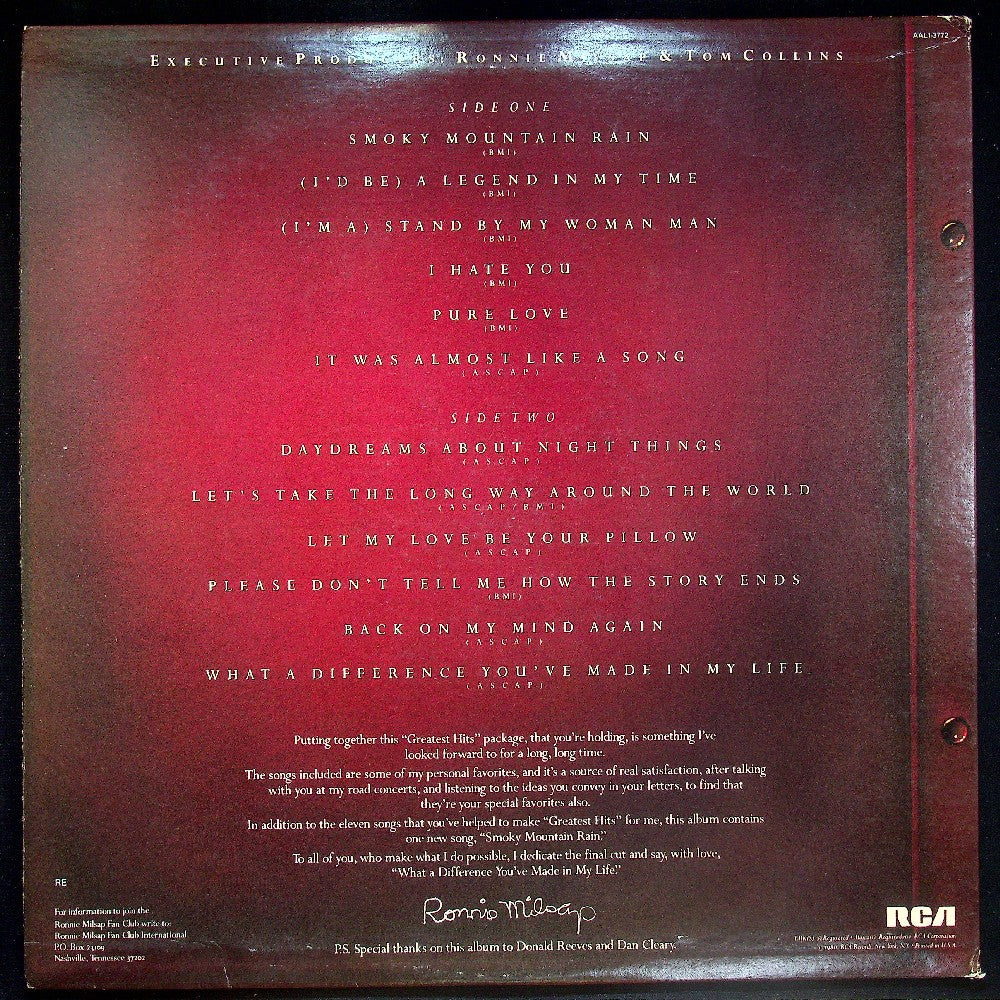 AAL1-3772
EXECUTIVE PRODUCERS: RONNIE MILSAP & TOM COLLINS
SIDE ONE
SMOKY MOUNTAIN RAIN
(BMI)
(I'D BE) A LEGEND IN MY TIME
(BMI)
(I'M A) STAND BY MY WOMAN MAN
(BMI)
I HATE YOU
(BMI)
PURE LOVE
(BMI)
IT WAS ALMOST LIKE A SONG
(ASCAP)
SIDE TWO
DAYDREAMS ABOUT NIGHT THINGS
(ASCAP)
LET'S TAKE THE LONG WAY AROUND THE WORLD
(ASCAP/BMI)
LET MY LOVE BE YOUR PILLOW
(ASCAP)
PLEASE DON'T TELL ME HOW THE STORY ENDS
(BMI)
BACK ON MY MIND AGAIN
(ASCAP)
WHAT A DIFFERENCE YOU'VE MADE IN MY LIFE
(ASCAP)
Putting together this "Greatest Hits" package, that you're holding, is something I've
looked forward to for a long, long time.
The songs included are some of my personal favorites, and it's a source of real satisfaction, after talking
with you at my road concerts, and listening to the ideas you convey in your letters, to find that
they're your special favorites also.
In addition to the eleven songs that you've helped to make "Greatest Hits" for me, this album contains
one new song, "Smoky Mountain Rain."
To all of you, who make what I do possible, I dedicate the final cut and say, with love,
"What a Difference You've Made in My Life."
Ronnie Milsap
P.S. Special thanks on this album to Donald Reeves and Dan Cleary.
RE
For information to join the
Ronnie Milsap Fan Club write to:
Ronnie Milsap Fan Club International
P.O. Box 23109
Nashville, Tennessee 37202
RCA
RCA Corporation
RCA Records, New York, N.Y. • Printed in U.S.A.